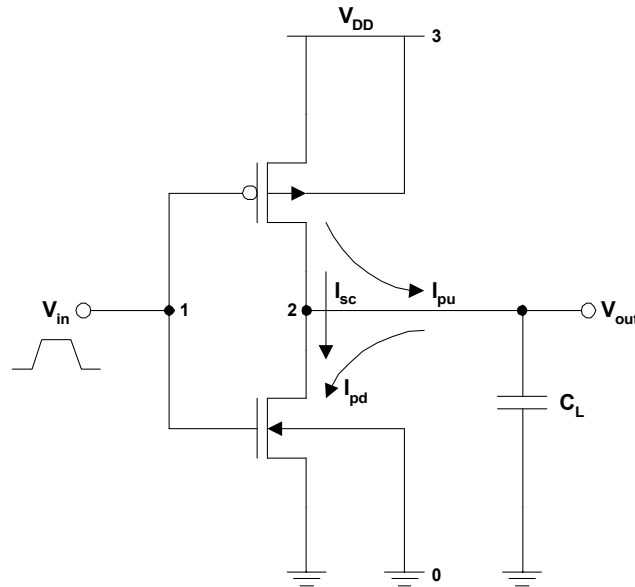 V_DD
3
I_sc
I_pu
V_in
1
2
V_out
I_pd
C_L
0